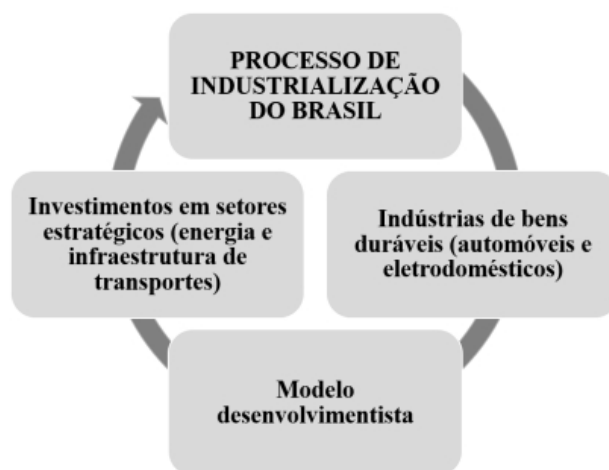 PROCESSO DE
INDUSTRIALIZAÇÃO
DO BRASIL
Indústrias de bens
duráveis (automóveis e
eletrodomésticos)
Modelo
desenvolvimentista
Investimentos em setores
estratégicos (energia e
infraestrutura de
transportes)